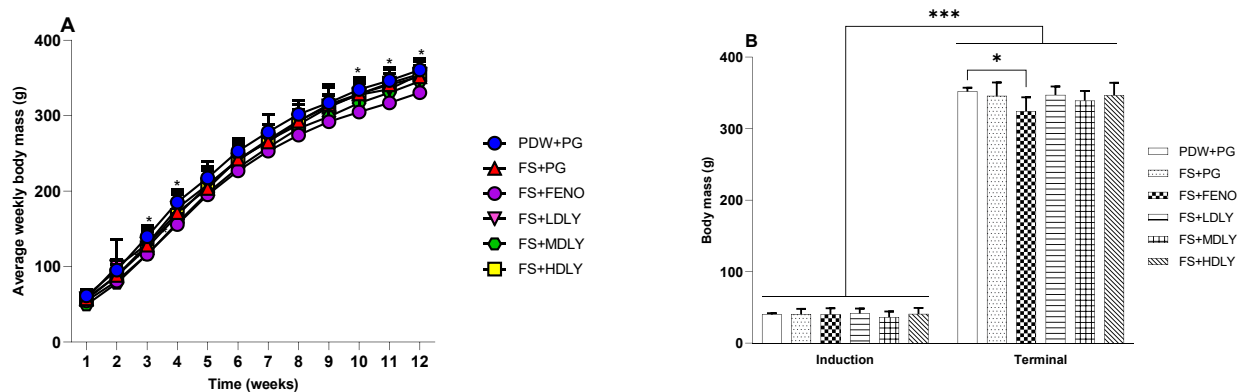 A
Average weekly body mass (g)
400
300
200
100
0
* * * * *
1 2 3 4 5 6 7 8 9 10 11 12
Time (weeks)
PDW+PG
FS+PG
FS+FENO
FS+LDLY
FS+MDLY
FS+HDLY
B
***
*
Body mass (g)
400
300
200
100
0
Induction Terminal
PDW+PG
FS+PG
FS+FENO
FS+LDLY
FS+MDLY
FS+HDLY